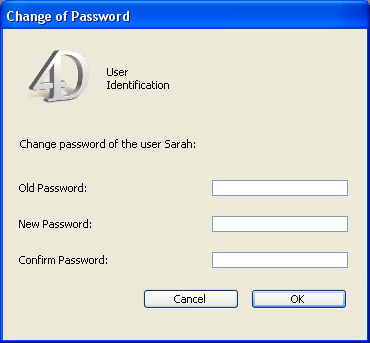 Change of Password
4D
User
Identification
Change password of the user Sarah:
Old Password:
New Password:
Confirm Password:
Cancel
OK